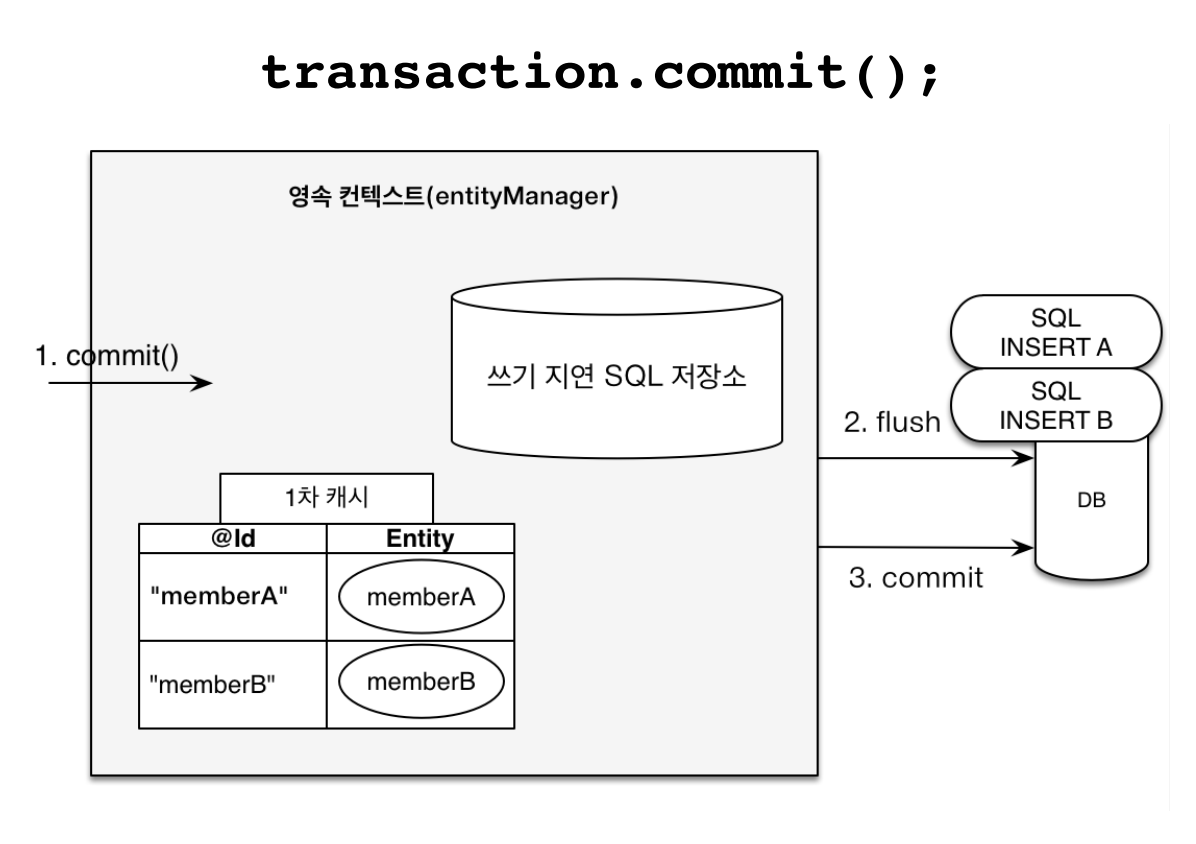 transaction.commit();
영속 컨텍스트(entityManager)
1. commit()
쓰기 지연 SQL 저장소
SQL
INSERT A
SQL
INSERT B
2. flush
DB
3. commit
1차 캐시
@Id Entity
"memberA" memberA
"memberB" memberB